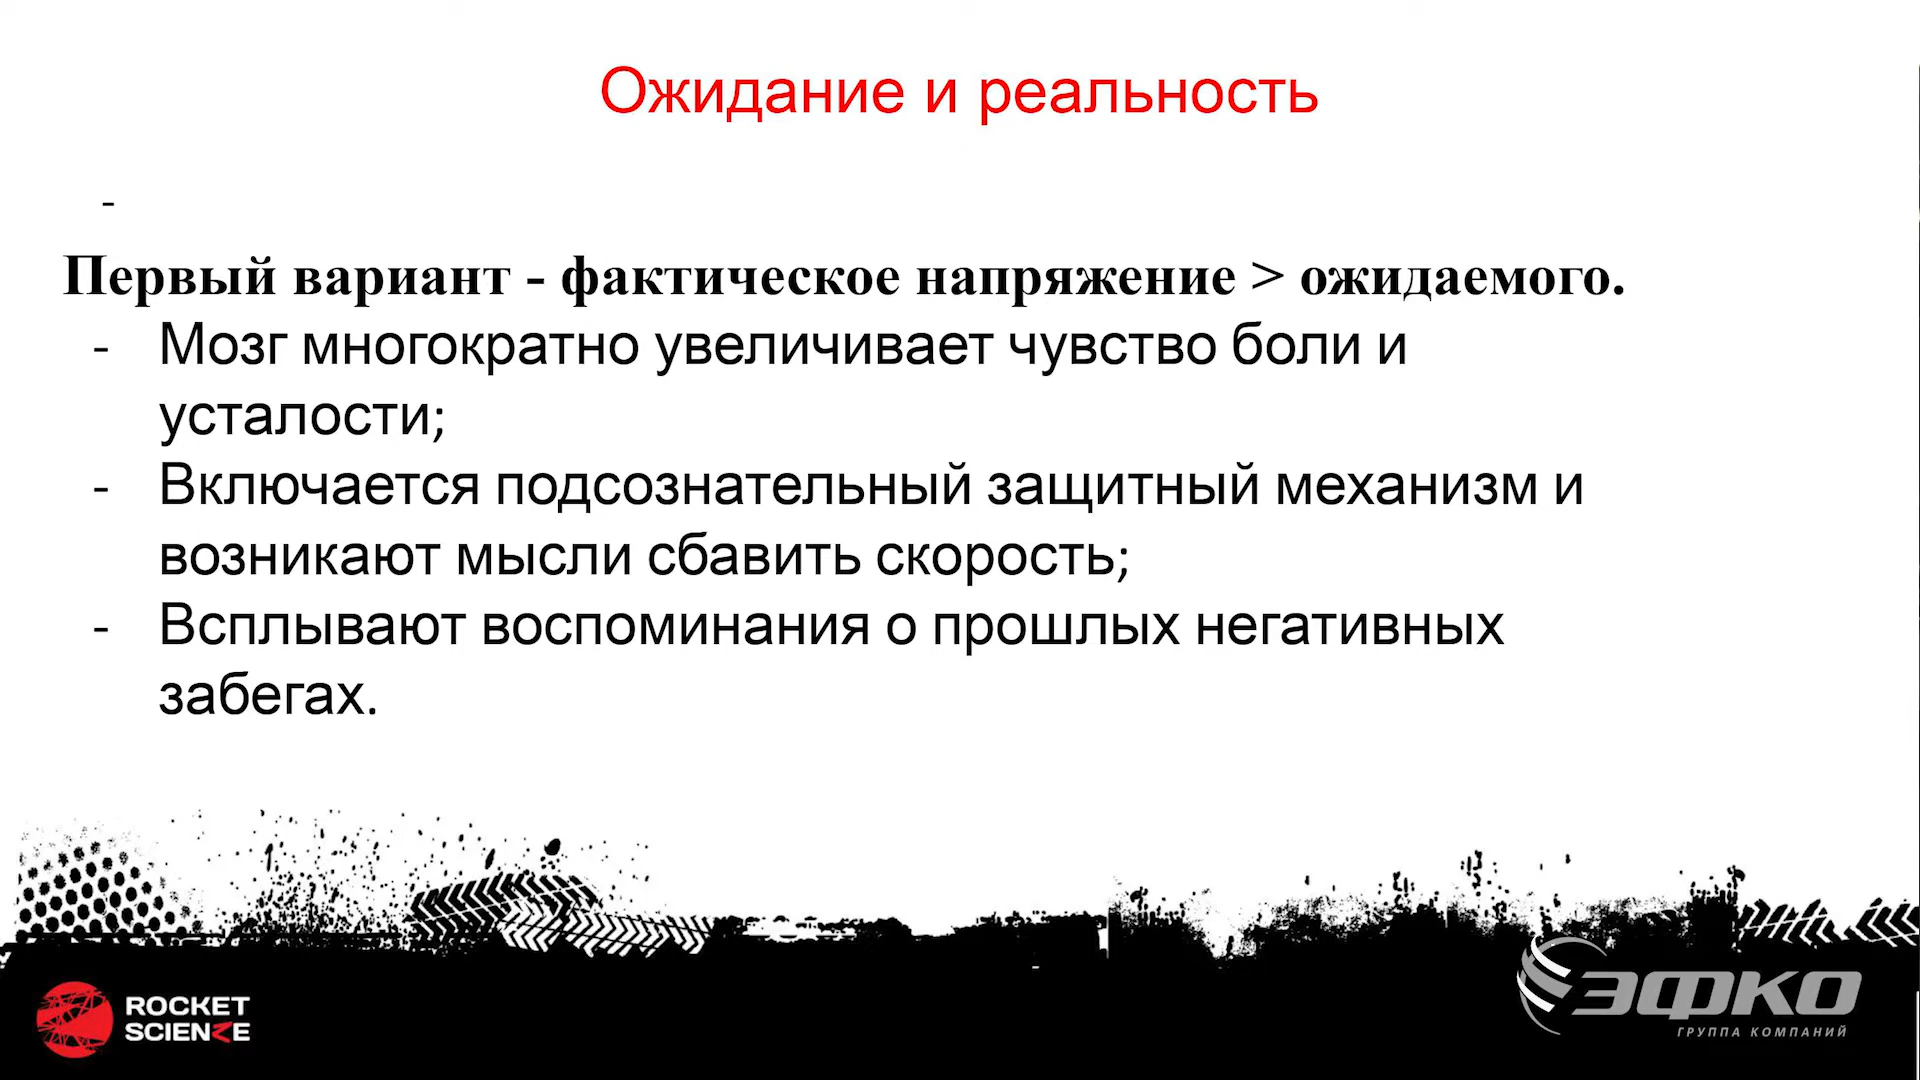 Ожидание и реальность
-
Первый вариант - фактическое напряжение > ожидаемого.
- Мозг многократно увеличивает чувство боли и
усталости;
- Включается подсознательный защитный механизм и
возникают мысли сбавить скорость;
- Всплывают воспоминания о прошлых негативных
забегах.
ROCKET
SCIENZE
ЭФКО
ГРУППА КОМПАНИЙ